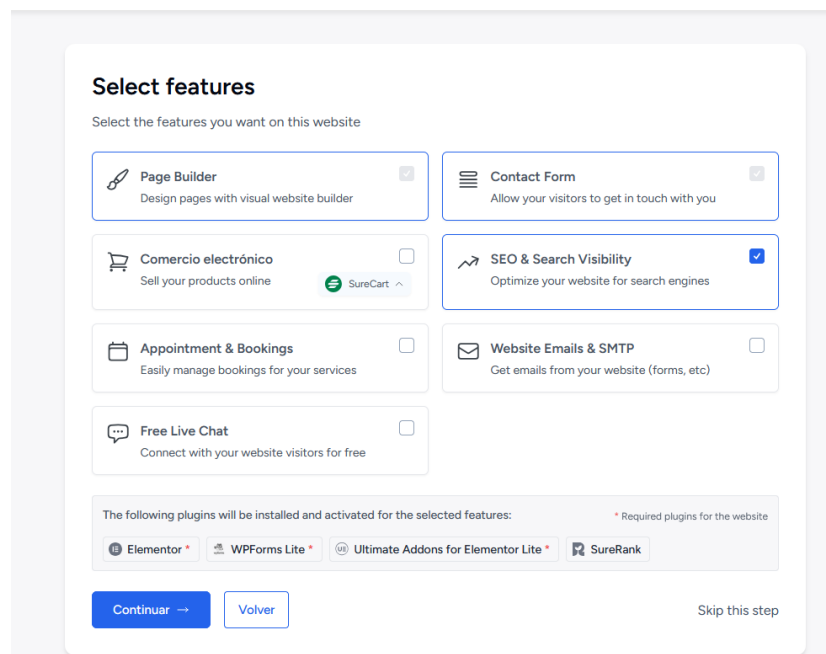 Select features
Select the features you want on this website
Page Builder
Design pages with visual website builder
Contact Form
Allow your visitors to get in touch with you
Comercio electrónico
Sell your products online
SureCart
SEO & Search Visibility
Optimize your website for search engines
Appointment & Bookings
Easily manage bookings for your services
Website Emails & SMTP
Get emails from your website (forms, etc)
Free Live Chat
Connect with your website visitors for free
The following plugins will be installed and activated for the selected features:
* Required plugins for the website
Elementor *
WPForms Lite *
Ultimate Addons for Elementor Lite *
SureRank
Continuar →
Volver
Skip this step